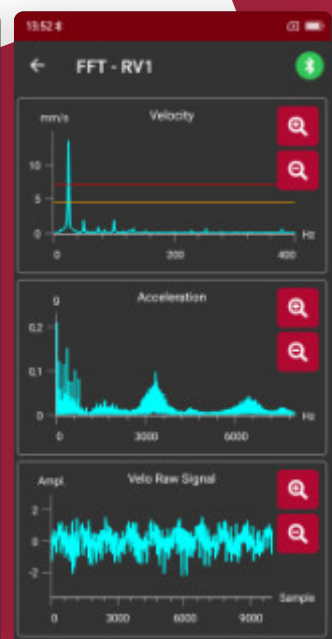 13:52
FFT - RV1
Velocity
mm/s
10
5
0
Hz
0 200 400
Acceleration
g
0,2
0,1
0
Hz
0 3000 6000
Velo Raw Signal
Ampl.
2
0
-2
Sample
0 3000 6000 9000